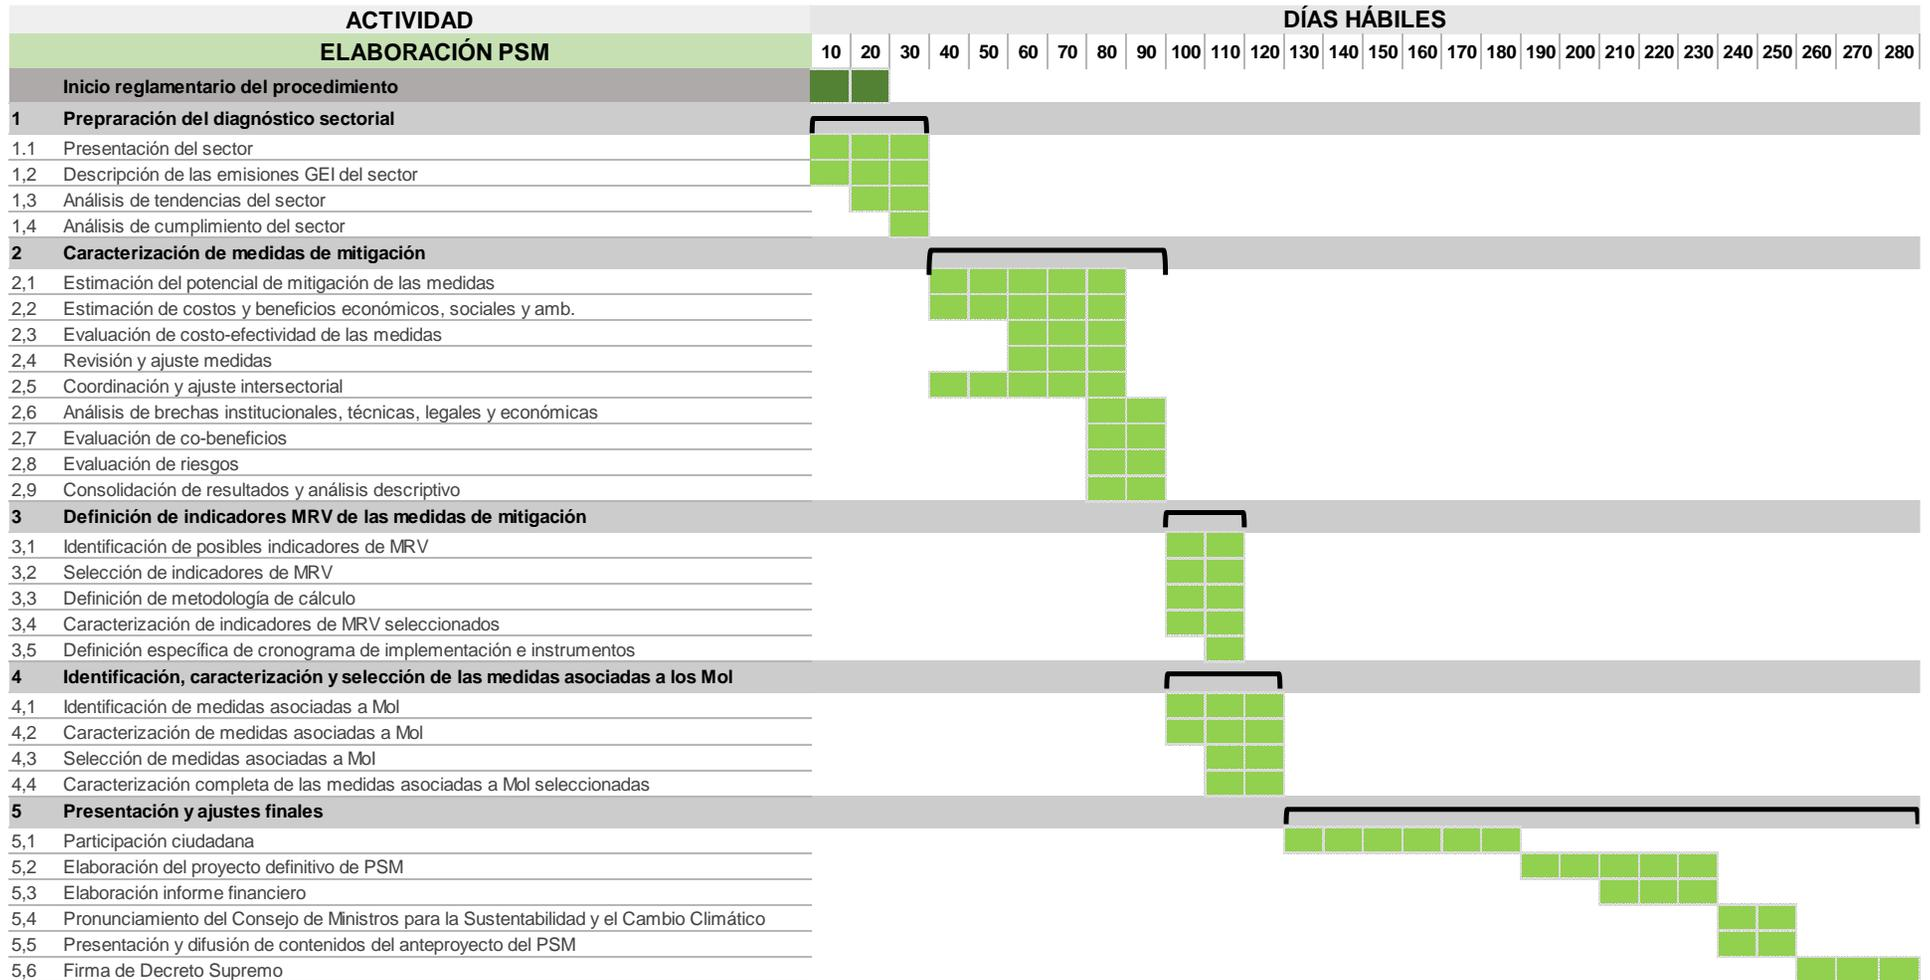 ACTIVIDAD DÍAS HÁBILES
ELABORACIÓN PSM 10 20 30 40 50 60 70 80 90 100 110 120 130 140 150 160 170 180 190 200 210 220 230 240 250 260 270 280
Inicio reglamentario del procedimiento
1 Prepraración del diagnóstico sectorial
1.1 Presentación del sector
1,2 Descripción de las emisiones GEI del sector
1,3 Análisis de tendencias del sector
1,4 Análisis de cumplimiento del sector
2 Caracterización de medidas de mitigación
2,1 Estimación del potencial de mitigación de las medidas
2,2 Estimación de costos y beneficios económicos, sociales y amb.
2,3 Evaluación de costo-efectividad de las medidas
2,4 Revisión y ajuste medidas
2,5 Coordinación y ajuste intersectorial
2,6 Análisis de brechas institucionales, técnicas, legales y económicas
2,7 Evaluación de co-beneficios
2,8 Evaluación de riesgos
2,9 Consolidación de resultados y análisis descriptivo
3 Definición de indicadores MRV de las medidas de mitigación
3,1 Identificación de posibles indicadores de MRV
3,2 Selección de indicadores de MRV
3,3 Definición de metodología de cálculo
3,4 Caracterización de indicadores de MRV seleccionados
3,5 Definición específica de cronograma de implementación e instrumentos
4 Identificación, caracterización y selección de las medidas asociadas a los MoI
4,1 Identificación de medidas asociadas a MoI
4,2 Caracterización de medidas asociadas a MoI
4,3 Selección de medidas asociadas a MoI
4,4 Caracterización completa de las medidas asociadas a MoI seleccionadas
5 Presentación y ajustes finales
5,1 Participación ciudadana
5,2 Elaboración del proyecto definitivo de PSM
5,3 Elaboración informe financiero
5,4 Pronunciamiento del Consejo de Ministros para la Sustentabilidad y el Cambio Climático
5,5 Presentación y difusión de contenidos del anteproyecto del PSM
5,6 Firma de Decreto Supremo